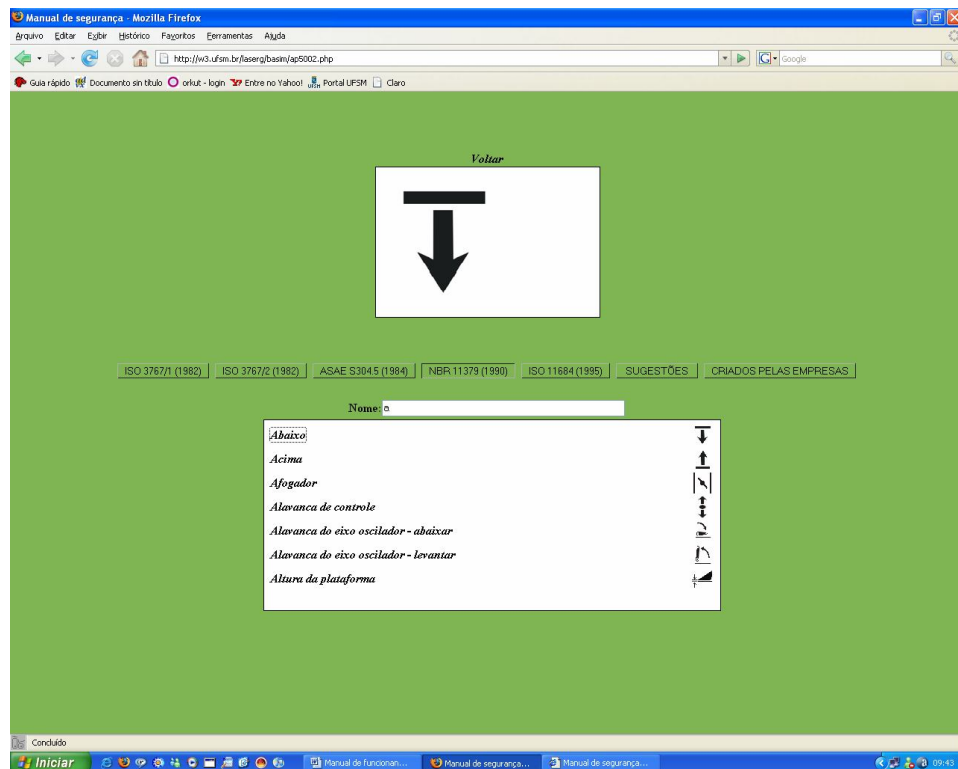 Manual de segurança - Mozilla Firefox
Arquivo Editar Exibir Histórico Favoritos Ferramentas Ajuda
http://w3.ufsm.br/laserg/basim/ap5002.php
Google
Guia rápido Documento sin título orkut - login Entre no Yahoo! Portal UFSM Claro
Voltar
ISO 3767/1 (1982) ISO 3767/2 (1982) ASAE S304.5 (1984) NBR 11379 (1990) ISO 11684 (1995) SUGESTÕES CRIADOS PELAS EMPRESAS
Nome: a
Abaixo
Acima
Afogador
Alavanca de controle
Alavanca do eixo oscilador - abaixar
Alavanca do eixo oscilador - levantar
Altura da plataforma
Concluído
Iniciar Manual de funcionan... Manual de segurança... Manual de segurança... 09:43